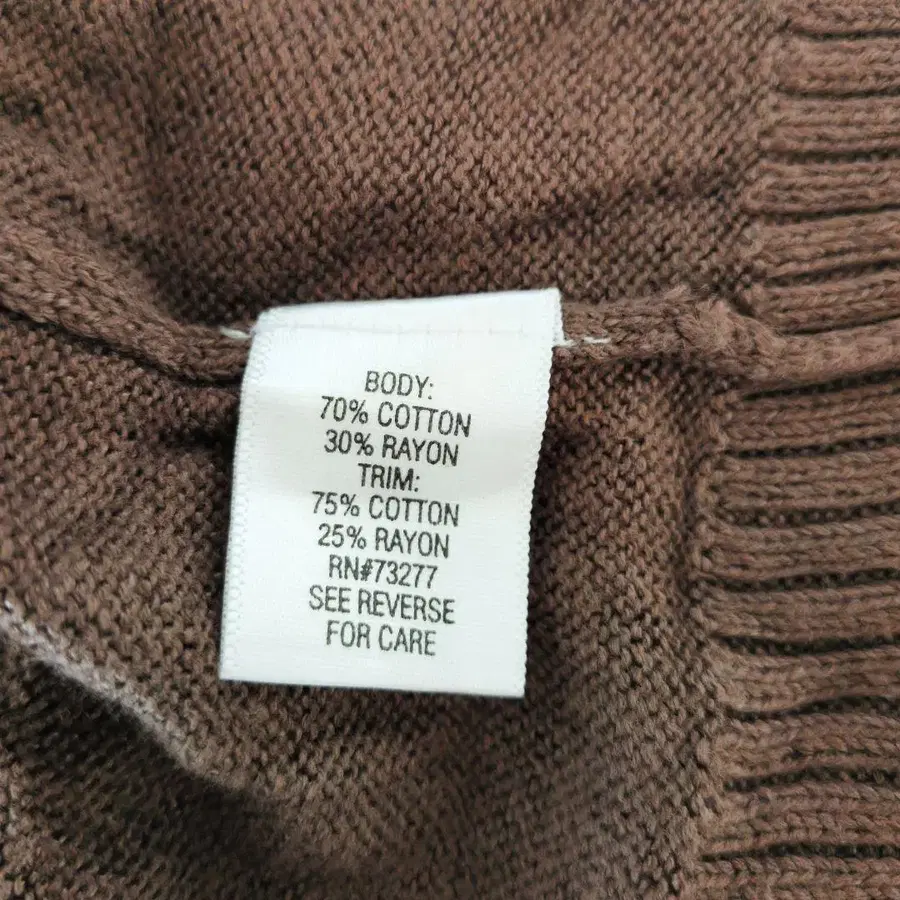 BODY:
70% COTTON
30% RAYON
TRIM:
75% COTTON
25% RAYON
RN#73277
SEE REVERSE
FOR CARE